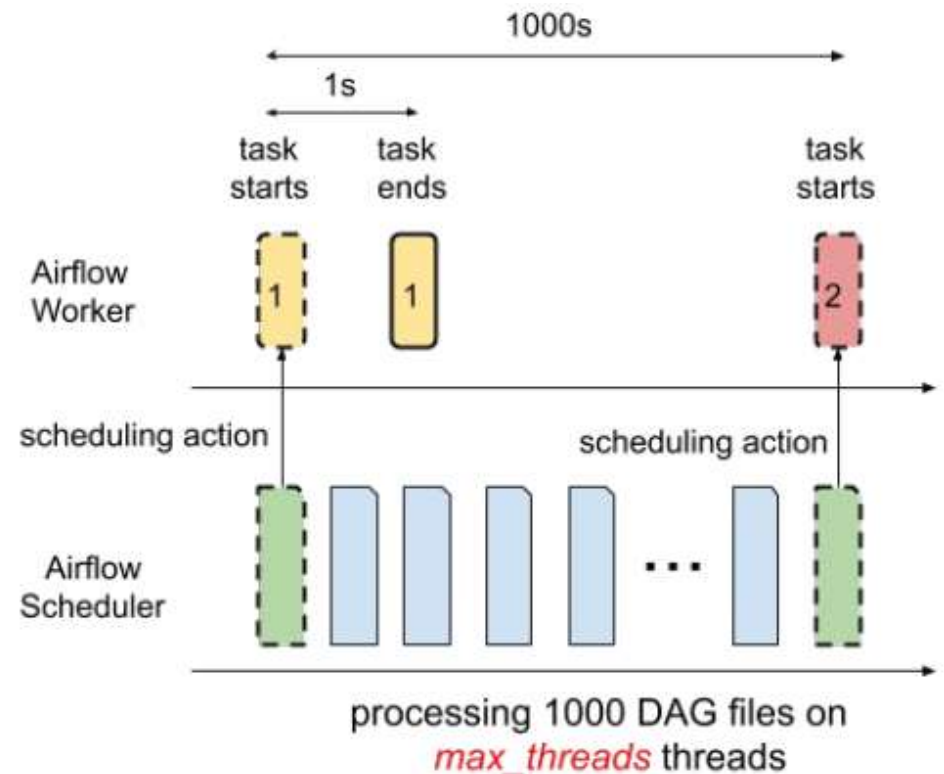 1000s
1s
task
starts
task
ends
task
starts
Airflow
Worker
1
1
2
scheduling action
scheduling action
Airflow
Scheduler
...
processing 1000 DAG files on
max_threads threads